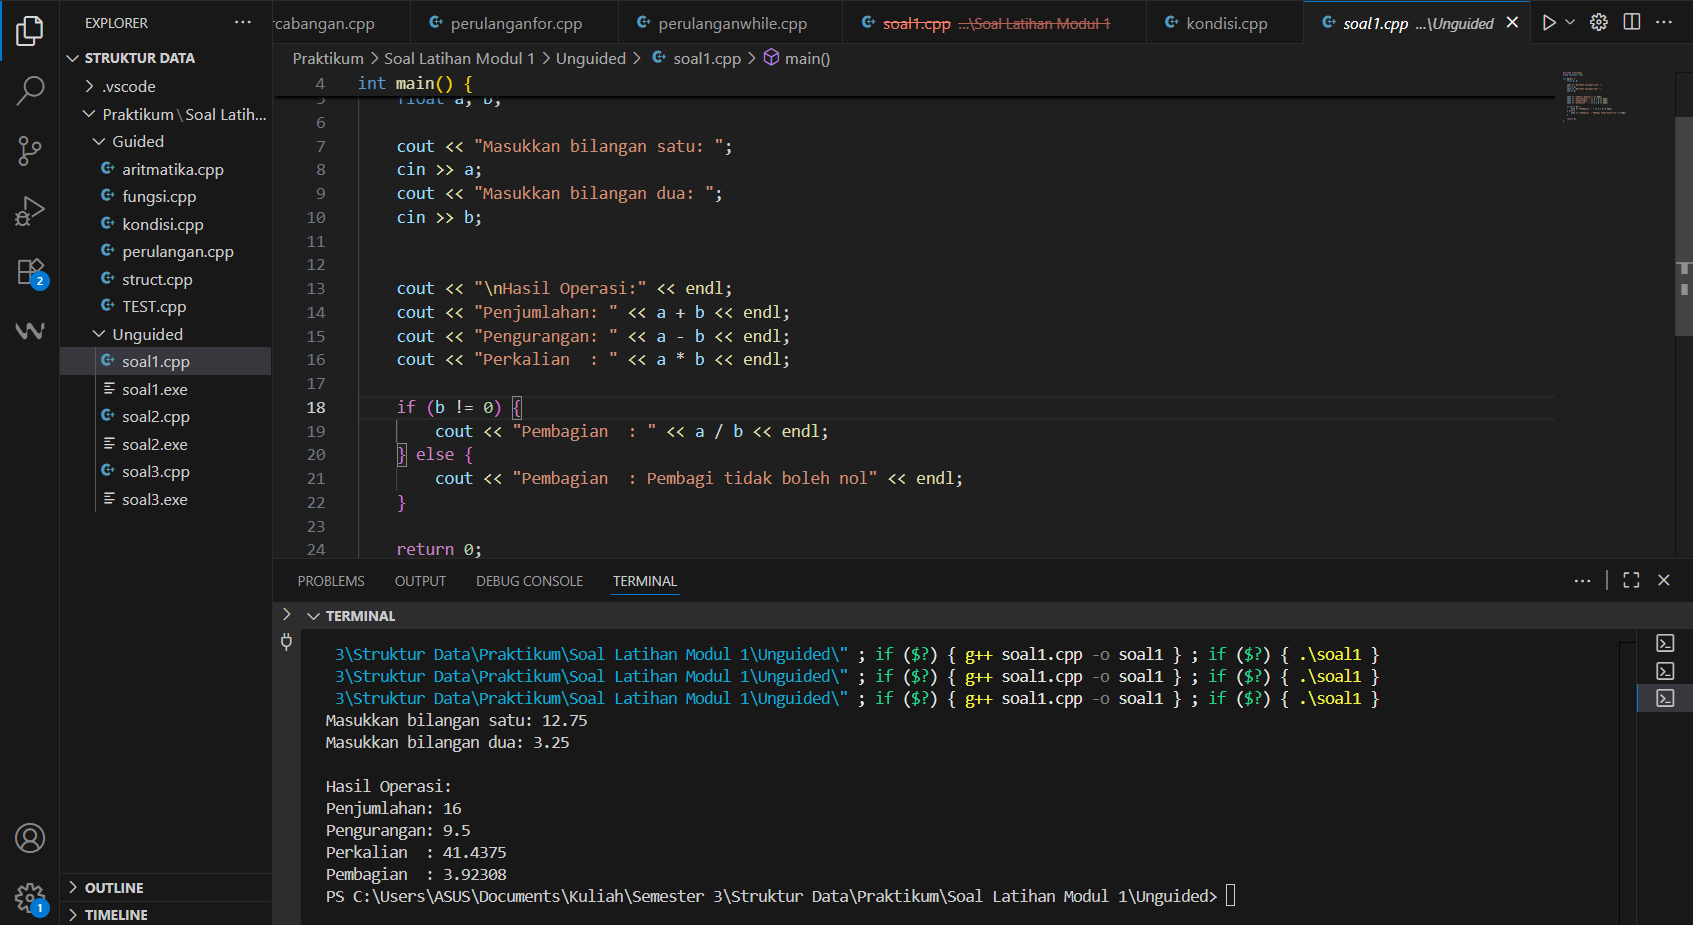 EXPLORER ···
STRUKTUR DATA
.vscode
Praktikum \ Soal Latih...
Guided
aritmatika.cpp
fungsi.cpp
kondisi.cpp
perulangan.cpp
struct.cpp
TEST.cpp
Unguided
soal1.cpp
soal1.exe
soal2.cpp
soal2.exe
soal3.cpp
soal3.exe
OUTLINE
TIMELINE
2
1
rcabangan.cpp perulanganfor.cpp perulanganwhile.cpp soal1.cpp ...\Soal Latihan Modul 1 kondisi.cpp soal1.cpp ...\Unguided
Praktikum > Soal Latihan Modul 1 > Unguided > soal1.cpp > main()
4 int main() {
5 float a, b;
6
7 cout << "Masukkan bilangan satu: ";
8 cin >> a;
9 cout << "Masukkan bilangan dua: ";
10 cin >> b;
11
12
13 cout << "\nHasil Operasi:" << endl;
14 cout << "Penjumlahan: " << a + b << endl;
15 cout << "Pengurangan: " << a - b << endl;
16 cout << "Perkalian  : " << a * b << endl;
17
18 if (b != 0) {
19 cout << "Pembagian  : " << a / b << endl;
20 } else {
21 cout << "Pembagian  : Pembagi tidak boleh nol" << endl;
22 }
23
24 return 0;
PROBLEMS OUTPUT DEBUG CONSOLE TERMINAL
TERMINAL
3\Struktur Data\Praktikum\Soal Latihan Modul 1\Unguided\" ; if ($?) { g++ soal1.cpp -o soal1 } ; if ($?) { .\soal1 }
3\Struktur Data\Praktikum\Soal Latihan Modul 1\Unguided\" ; if ($?) { g++ soal1.cpp -o soal1 } ; if ($?) { .\soal1 }
3\Struktur Data\Praktikum\Soal Latihan Modul 1\Unguided\" ; if ($?) { g++ soal1.cpp -o soal1 } ; if ($?) { .\soal1 }
Masukkan bilangan satu: 12.75
Masukkan bilangan dua: 3.25
Hasil Operasi:
Penjumlahan: 16
Pengurangan: 9.5
Perkalian  : 41.4375
Pembagian  : 3.92308
PS C:\Users\ASUS\Documents\Kuliah\Semester 3\Struktur Data\Praktikum\Soal Latihan Modul 1\Unguided>